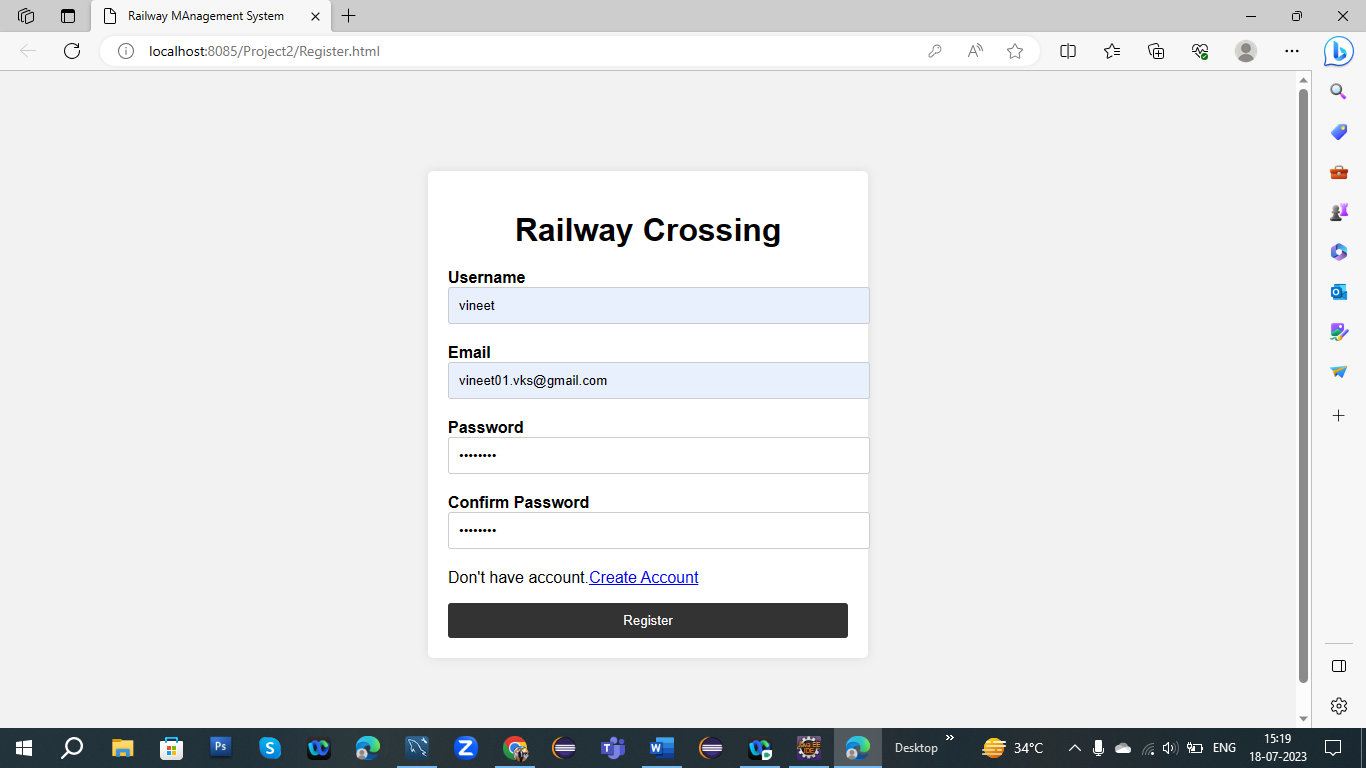 Railway MAnagement System
localhost:8085/Project2/Register.html
Railway Crossing
Username
vineet
Email
vineet01.vks@gmail.com
Password
••••••••
Confirm Password
••••••••
Don't have account.Create Account
Register
Desktop
34°C
ENG
15:19
18-07-2023